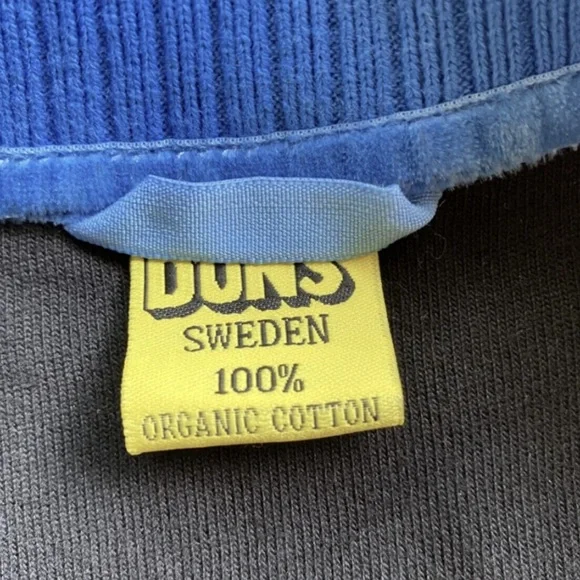 DUNS
SWEDEN
100%
ORGANIC COTTON